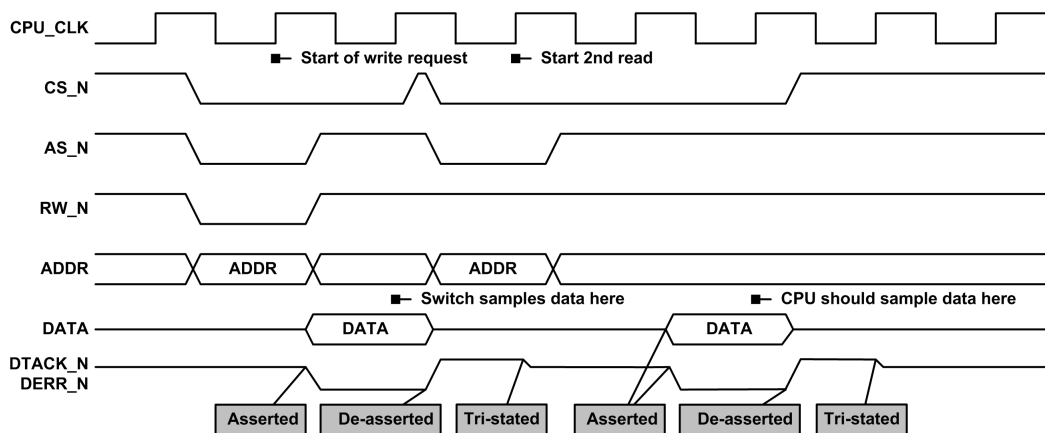 CPU_CLK
Start of write request
Start 2nd read
CS_N
AS_N
RW_N
ADDR
ADDR
ADDR
Switch samples data here
CPU should sample data here
DATA
DATA
DATA
DTACK_N
DERR_N
Asserted
De-asserted
Tri-stated
Asserted
De-asserted
Tri-stated